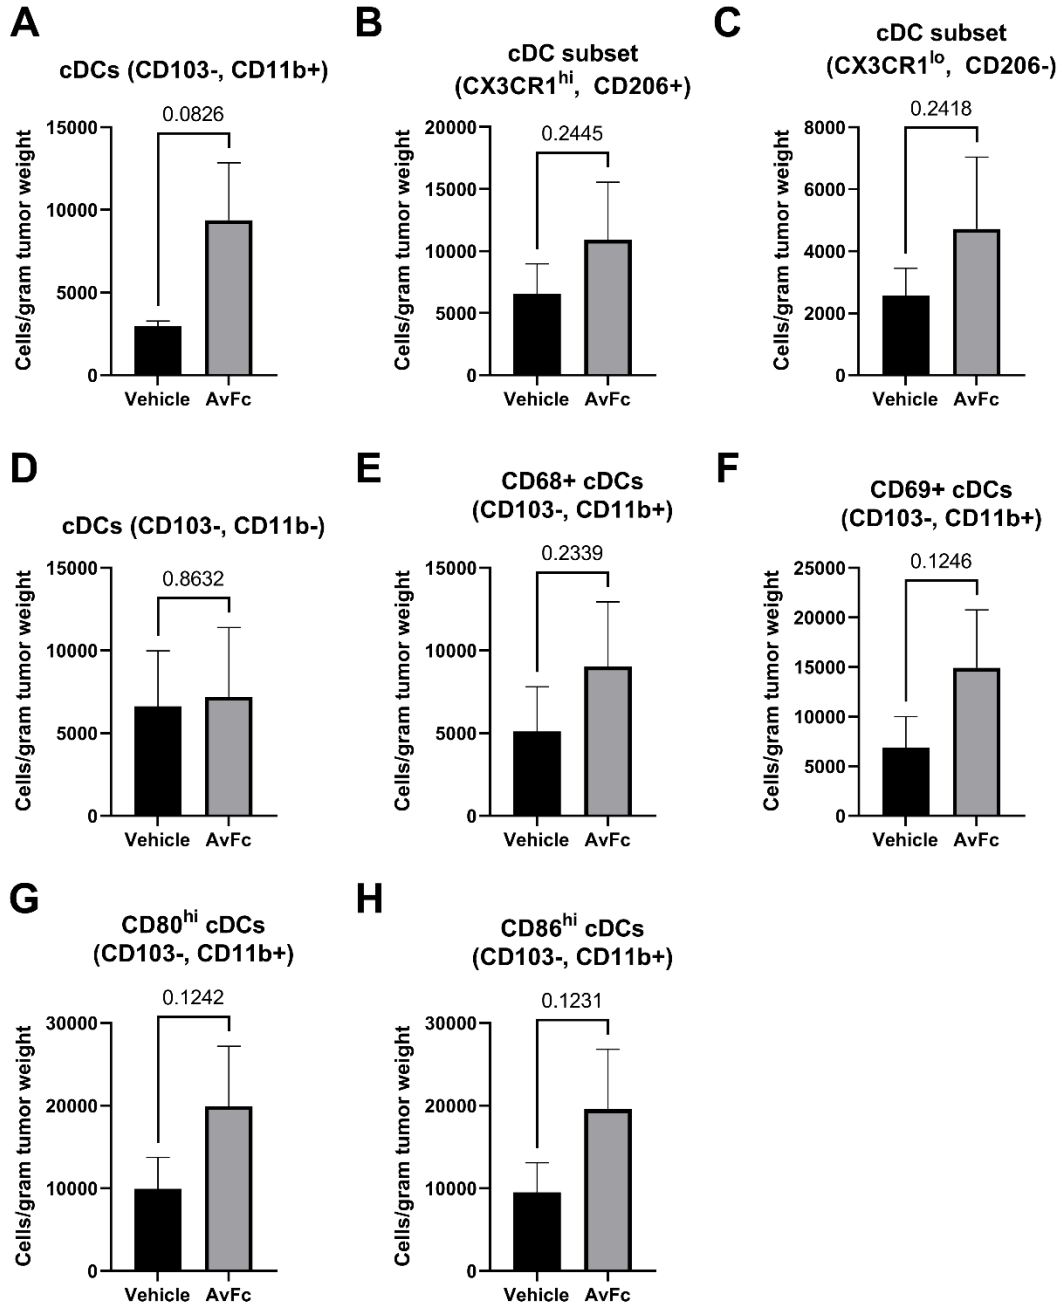 A
cDCs (CD103-, CD11b+)
0.0826
Cells/gram tumor weight
15000
10000
5000
0
Vehicle AvFc
B
cDC subset
(CX3CR1hi, CD206+)
0.2445
Cells/gram tumor weight
20000
15000
10000
5000
0
Vehicle AvFc
C
cDC subset
(CX3CR1lo, CD206-)
0.2418
Cells/gram tumor weight
8000
6000
4000
2000
0
Vehicle AvFc
D
cDCs (CD103-, CD11b-)
0.8632
Cells/gram tumor weight
15000
10000
5000
0
Vehicle AvFc
E
CD68+ cDCs
(CD103-, CD11b+)
0.2339
Cells/gram tumor weight
15000
10000
5000
0
Vehicle AvFc
F
CD69+ cDCs
(CD103-, CD11b+)
0.1246
Cells/gram tumor weight
25000
20000
15000
10000
5000
0
Vehicle AvFc
G
CD80hi cDCs
(CD103-, CD11b+)
0.1242
Cells/gram tumor weight
30000
20000
10000
0
Vehicle AvFc
H
CD86hi cDCs
(CD103-, CD11b+)
0.1231
Cells/gram tumor weight
30000
20000
10000
0
Vehicle AvFc